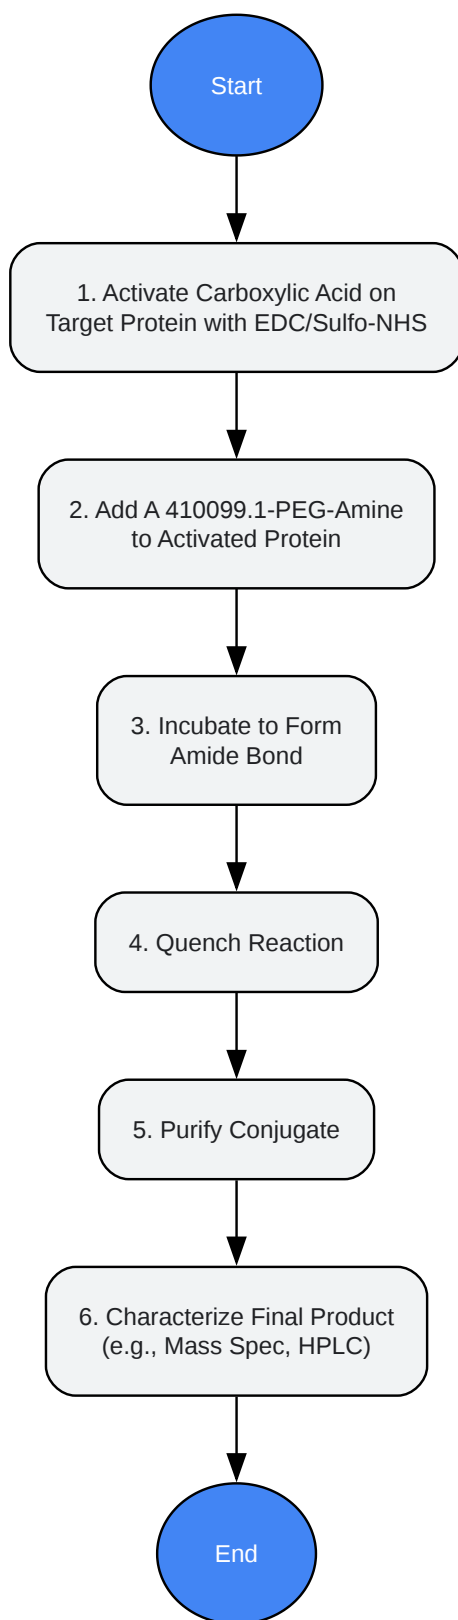 Start
1. Activate Carboxylic Acid on
Target Protein with EDC/Sulfo-NHS
2. Add A 410099.1-PEG-Amine
to Activated Protein
3. Incubate to Form
Amide Bond
4. Quench Reaction
5. Purify Conjugate
6. Characterize Final Product
(e.g., Mass Spec, HPLC)
End